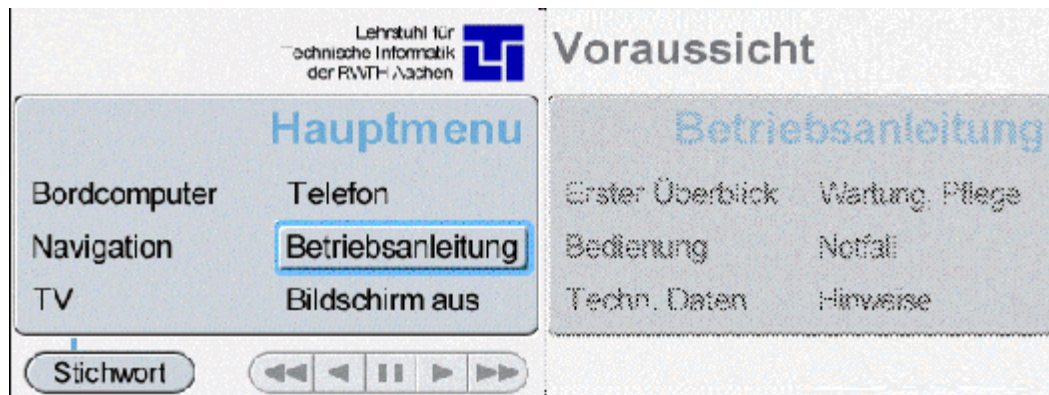 Lehrstuhl für
Technische Informatik
der RWTH Aachen
Voraussicht
Hauptmenu
Bordcomputer Telefon
Navigation Betriebsanleitung
TV Bildschirm aus
Stichwort
Betriebsanleitung
Erster Überblick Wartung, Pflege
Bedienung Notfall
Techn. Daten Hinweise